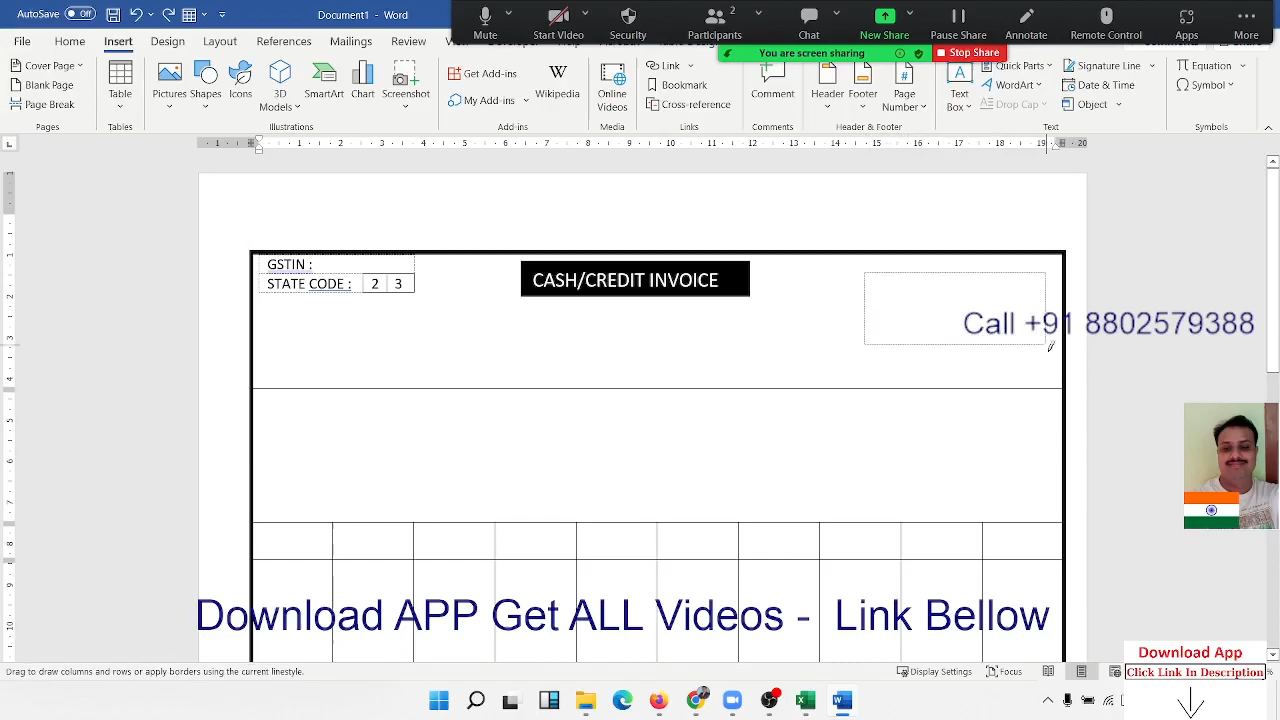 Document1 - Word
Off
Mute
Start Video
Security
Participants
2
Chat
New Share
Pause Share
Annotate
Remote Control
Apps
More
You are screen sharing
Stop Share
File
Home
Insert
Design
Layout
References
Mailings
Review
Cover Page
Blank Page
Page Break
Pages
Table
Tables
Pictures
Shapes
Icons
3D
Models
SmartArt
Chart
Screenshot
Illustrations
Get Add-ins
My Add-ins
Wikipedia
Add-ins
Online
Videos
Media
Link
Bookmark
Cross-reference
Links
Comment
Comments
Header
Footer
Page
Number
Header & Footer
Text
Box
Quick Parts
WordArt
Drop Cap
Signature Line
Date & Time
Object
Text
Equation
Symbol
Symbols
GSTIN :
STATE CODE : 2 3
CASH/CREDIT INVOICE
Call +91 8802579388
Download APP Get ALL Videos - Link Bellow
Download App
Click Link In Description
Drag to draw columns and rows or apply borders using the current linestyle.
Display Settings
Focus